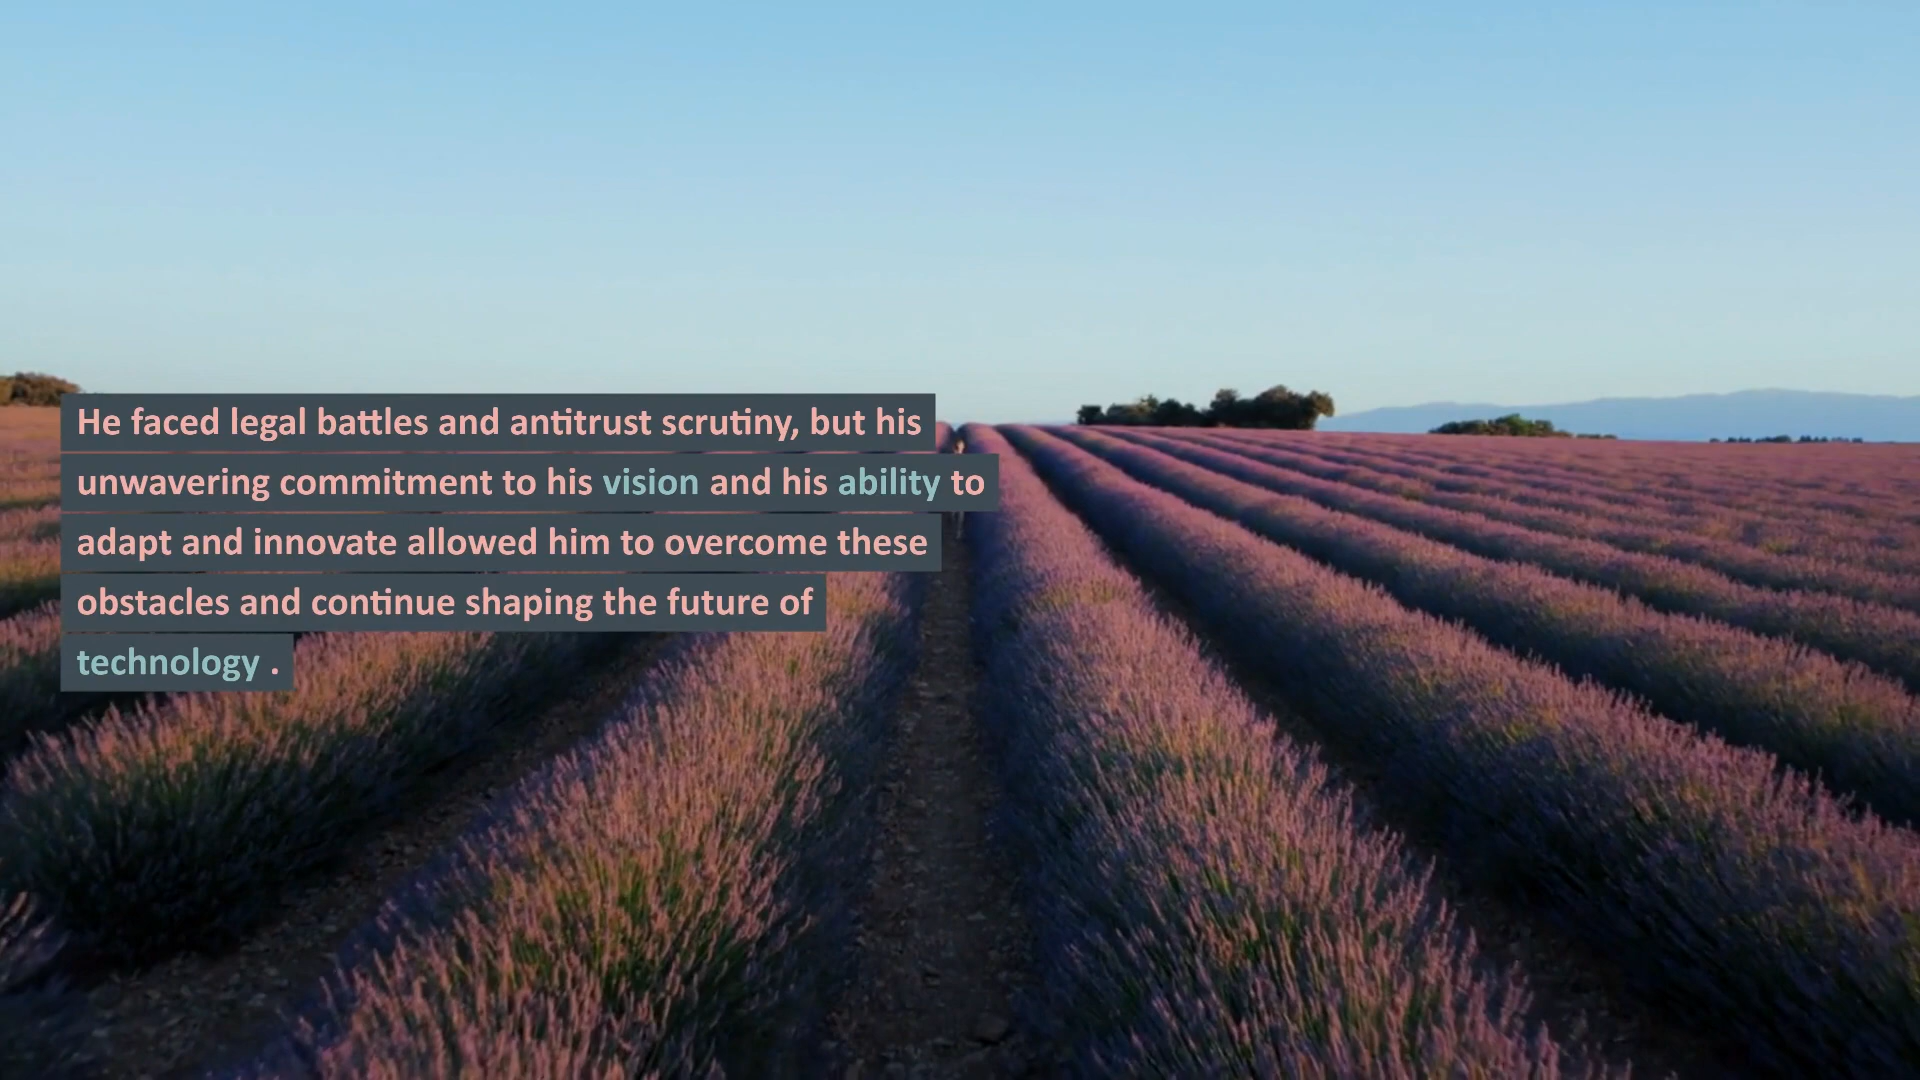 He faced legal battles and antitrust scrutiny, but his
unwavering commitment to his vision and his ability to
adapt and innovate allowed him to overcome these
obstacles and continue shaping the future of
technology .